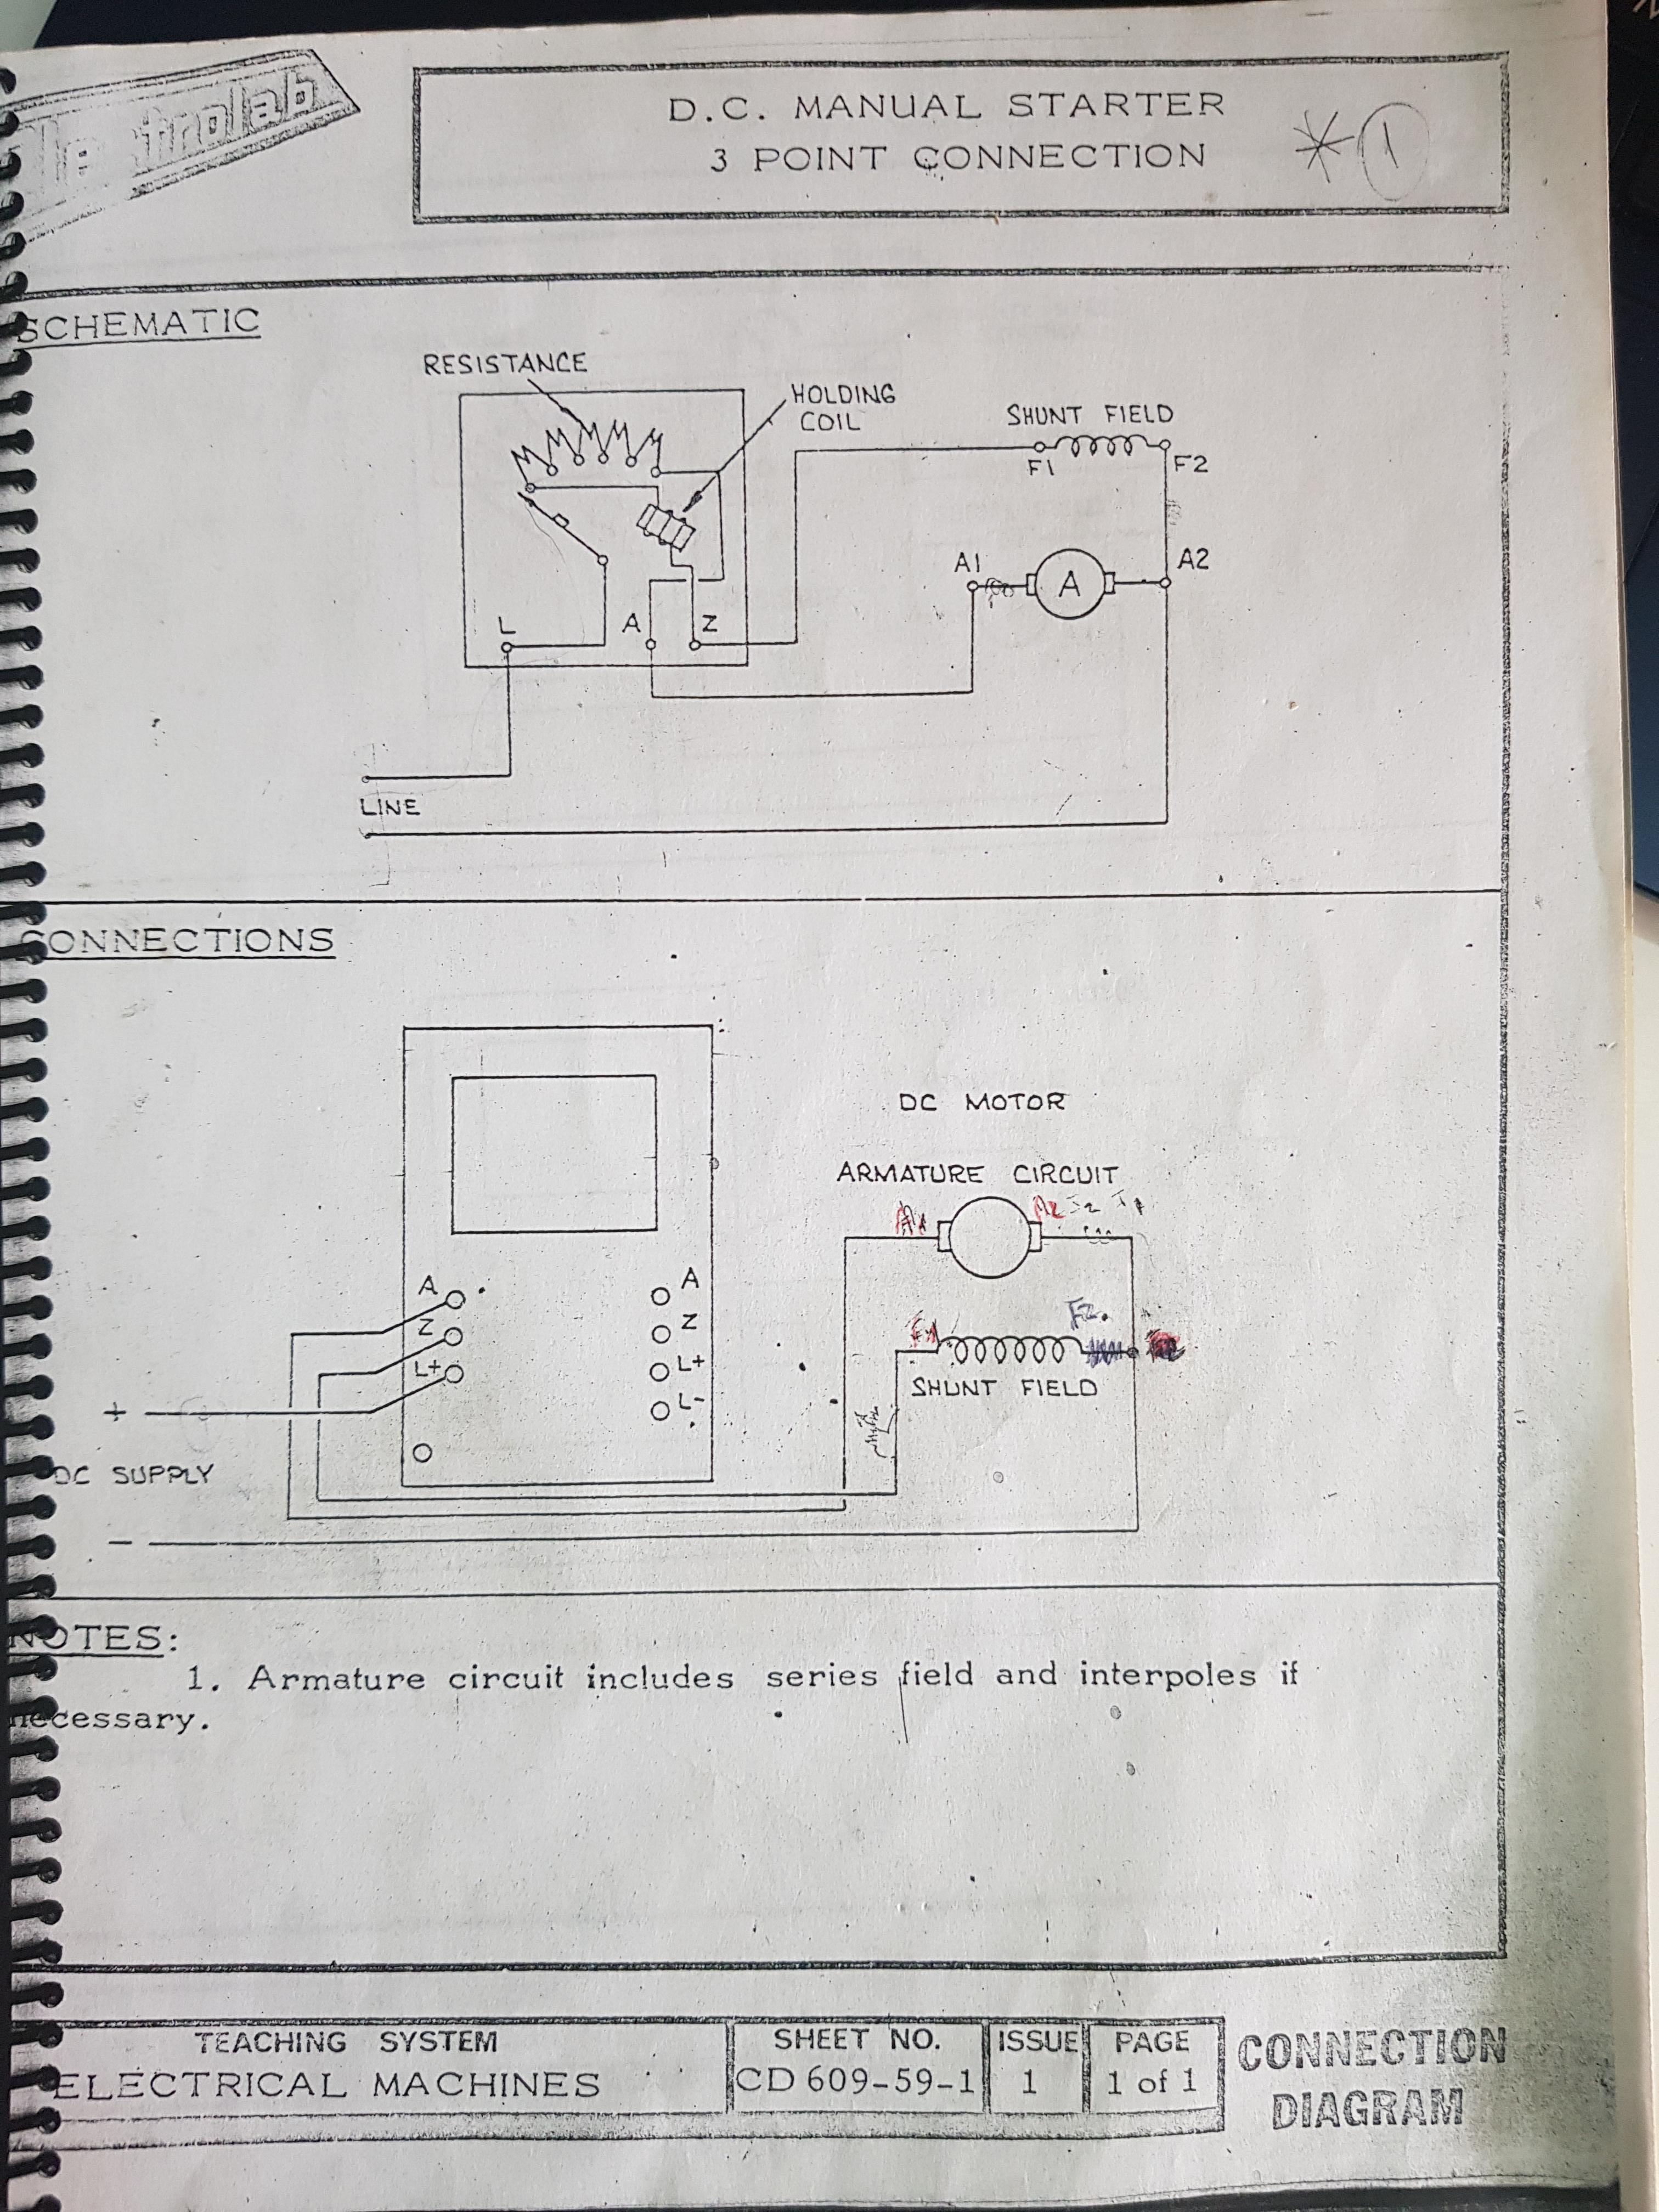 D.C. MANUAL STARTER
3 POINT CONNECTION
* 1
SCHEMATIC
RESISTANCE
HOLDING
COIL
SHUNT FIELD
F1
F2
A1
A
A2
L
A
Z
LINE
CONNECTIONS
DC MOTOR
ARMATURE CIRCUIT
A1
A2
A
A
Z
Z
L+
L+
L-
F1
F2.
SHUNT FIELD
+
DC SUPPLY
−
NOTES:
1. Armature circuit includes series field and interpoles if
necessary.
TEACHING SYSTEM
ELECTRICAL MACHINES
SHEET NO.
CD 609-59-1
ISSUE
1
PAGE
1 of 1
CONNECTION
DIAGRAM